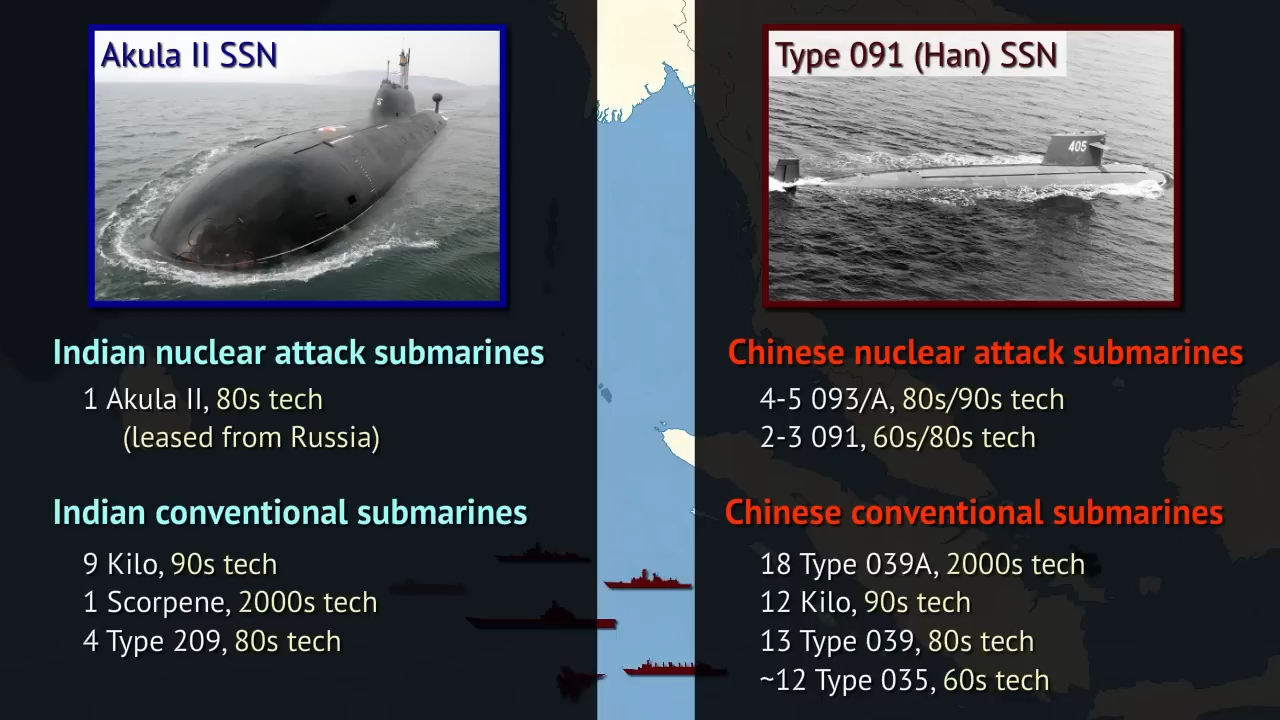 Akula II SSN
Indian nuclear attack submarines
1 Akula II, 80s tech
(leased from Russia)
Indian conventional submarines
9 Kilo, 90s tech
1 Scorpene, 2000s tech
4 Type 209, 80s tech
Type 091 (Han) SSN
405
Chinese nuclear attack submarines
4-5 093/A, 80s/90s tech
2-3 091, 60s/80s tech
Chinese conventional submarines
18 Type 039A, 2000s tech
12 Kilo, 90s tech
13 Type 039, 80s tech
~12 Type 035, 60s tech